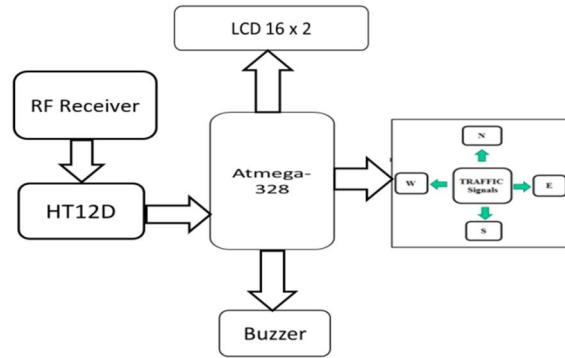 LCD 16 x 2
RF Receiver
HT12D
Atmega-
328
Buzzer
N
W
TRAFFIC
Signals
E
S